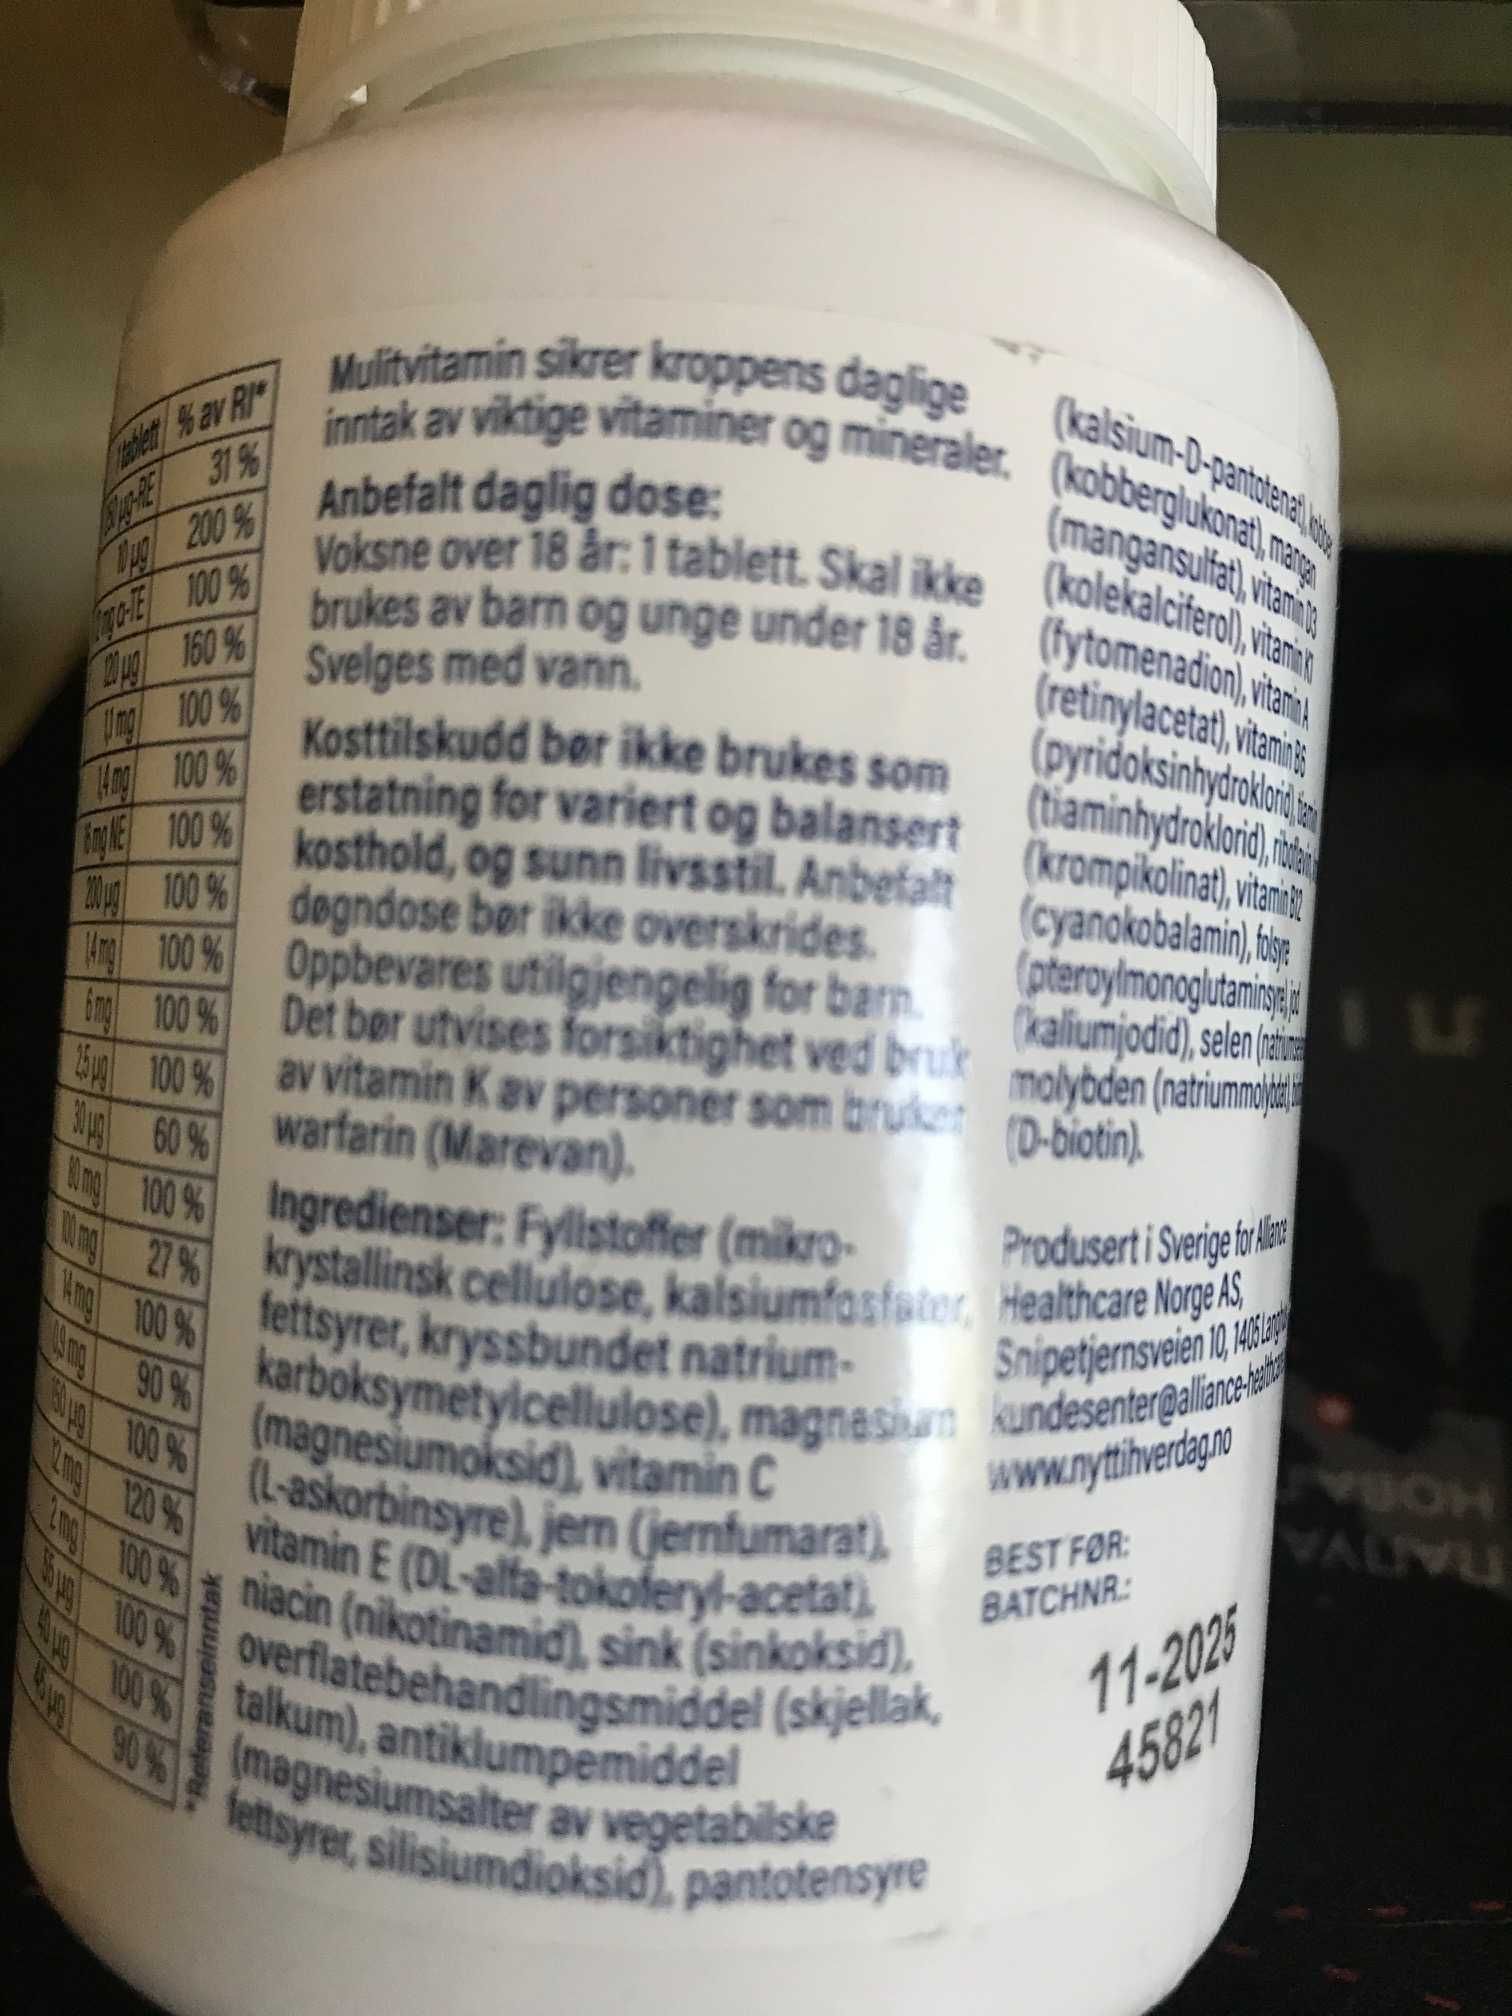 1 tablett % av RI*
µg-RE 31 %
10 µg 200 %
mg α-TE 100 %
120 µg 160 %
1,1 mg 100 %
1,4 mg 100 %
16 mg NE 100 %
200 µg 100 %
1,4 mg 100 %
6 mg 100 %
2,5 µg 100 %
30 µg 60 %
80 mg 100 %
100 mg 27 %
14 mg 100 %
0,9 mg 90 %
150 µg 100 %
12 mg 120 %
2 mg 100 %
55 µg 100 %
40 µg 100 %
45 µg 90 %
*Referanseinntak
Mulitvitamin sikrer kroppens daglige
inntak av viktige vitaminer og mineraler.
Anbefalt daglig dose:
Voksne over 18 år: 1 tablett. Skal ikke
brukes av barn og unge under 18 år.
Svelges med vann.
Kosttilskudd bør ikke brukes som
erstatning for variert og balansert
kosthold, og sunn livsstil. Anbefalt
døgndose bør ikke overskrides.
Oppbevares utilgjengelig for barn.
Det bør utvises forsiktighet ved bruk
av vitamin K av personer som bruker
warfarin (Marevan).
Ingredienser: Fyllstoffer (mikro-
krystallinsk cellulose, kalsiumfosfater,
fettsyrer, kryssbundet natrium-
karboksymetylcellulose), magnesium
(magnesiumoksid), vitamin C
(L-askorbinsyre), jern (jernfumarat),
vitamin E (DL-alfa-tokoferyl-acetat),
niacin (nikotinamid), sink (sinkoksid),
overflatebehandlingsmiddel (skjellak,
talkum), antiklumpemiddel
(magnesiumsalter av vegetabilske
fettsyrer, silisiumdioksid), pantotensyre
(kalsium-D-pantotenat), kobber
(kobberglukonat), mangan
(mangansulfat), vitamin D3
(kolekalciferol), vitamin K1
(fytomenadion), vitamin A
(retinylacetat), vitamin B6
(pyridoksinhydroklorid), tiamin
(tiaminhydroklorid), riboflavin,
(krompikolinat), vitamin B12
(cyanokobalamin), folsyre
(pteroylmonoglutaminsyre), jod
(kaliumjodid), selen
molybden (natriummolybdat),
(D-biotin).
Produsert i Sverige for Alliance
Healthcare Norge AS,
Snipetjernsveien 10, 1405
kundesenter@alliance-healthcare
www.nyttihverdag.no
BEST FØR:
BATCHNR.:
11-2025
45821